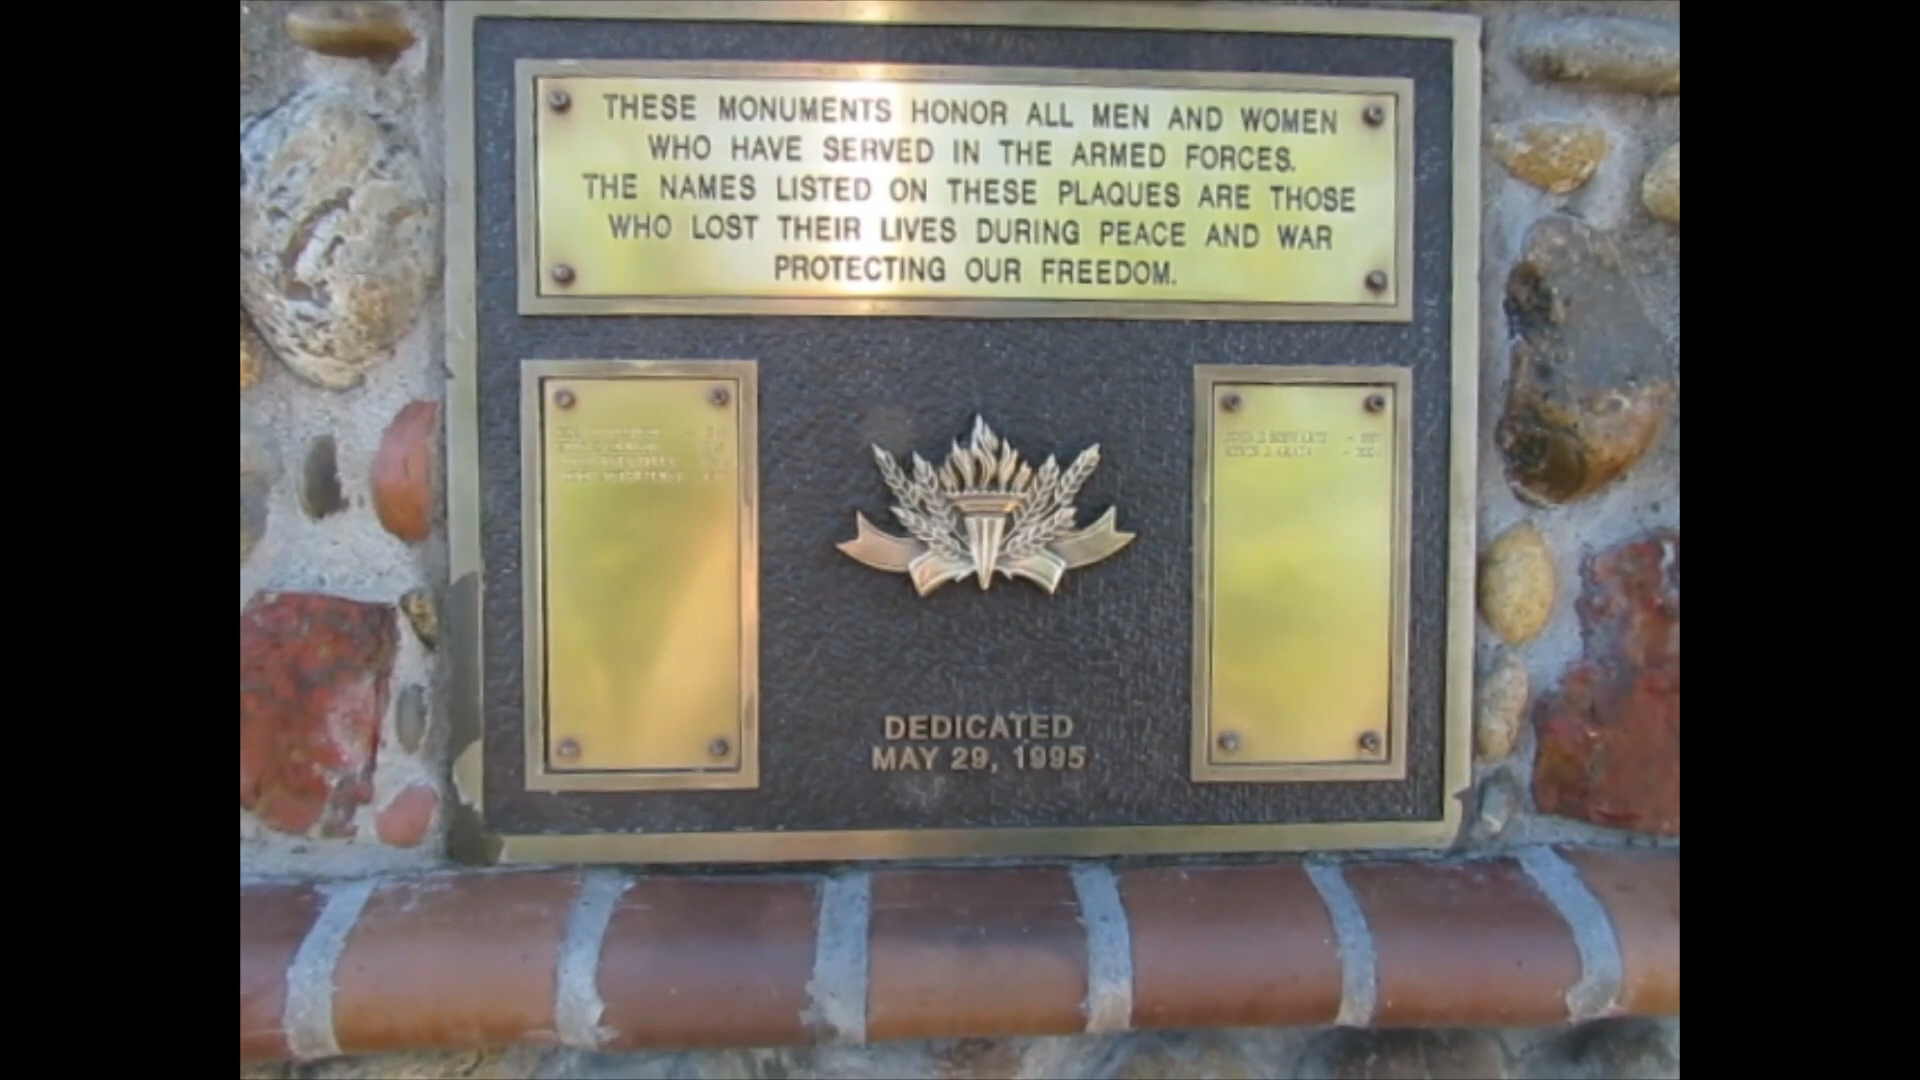 THESE MONUMENTS HONOR ALL MEN AND WOMEN
WHO HAVE SERVED IN THE ARMED FORCES.
THE NAMES LISTED ON THESE PLAQUES ARE THOSE
WHO LOST THEIR LIVES DURING PEACE AND WAR
PROTECTING OUR FREEDOM.
DEDICATED
MAY 29, 1995